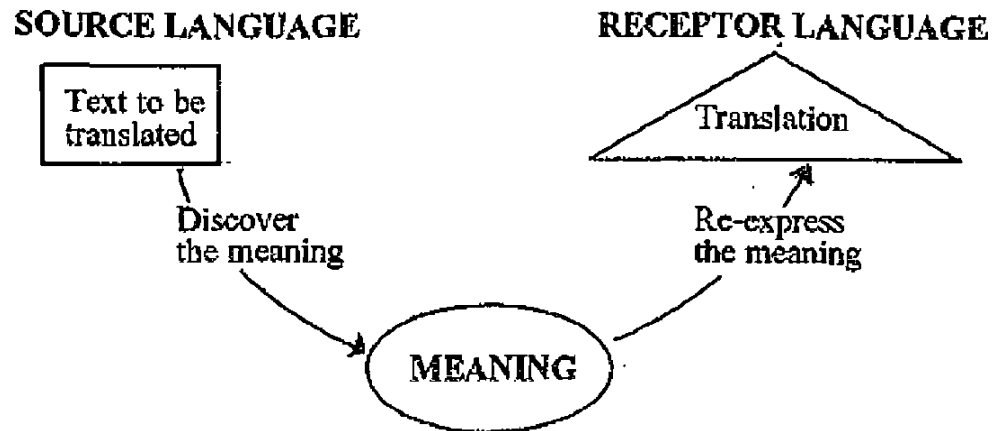 SOURCE LANGUAGE
RECEPTOR LANGUAGE
Text to be
translated
Translation
Discover
the meaning
Re-express
the meaning
MEANING